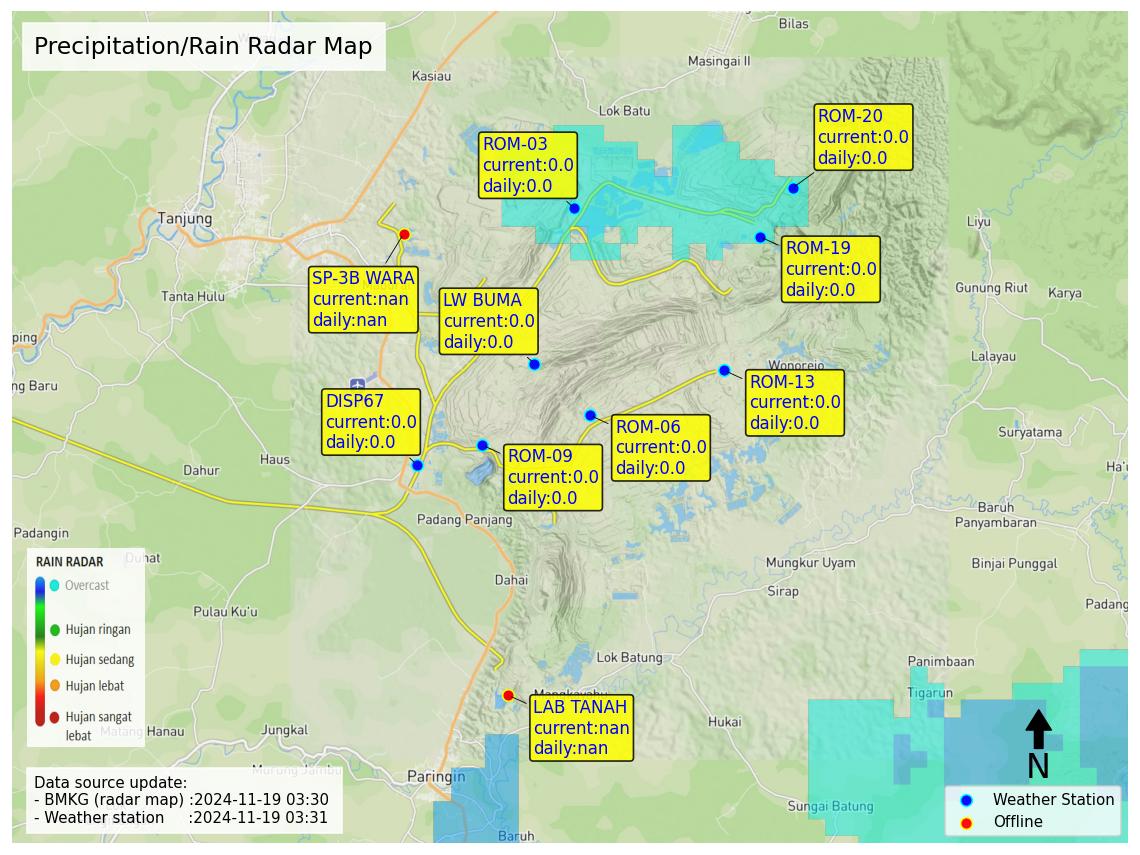 Precipitation/Rain Radar Map
Bilas
Masingai II
Kasiau
Lok Batu
ROM-20
current:0.0
daily:0.0
ROM-03
current:0.0
daily:0.0
Tanjung
Liyu
ROM-19
current:0.0
daily:0.0
SP-3B WARA
current:nan
daily:nan
Tanta Hulu
LW BUMA
current:0.0
daily:0.0
Gunung Riut
Karya
ping
Lalayau
Wonorejo
ng Baru
ROM-13
current:0.0
daily:0.0
DISP67
current:0.0
daily:0.0
ROM-06
current:0.0
daily:0.0
Suryatama
Haus
Dahur
ROM-09
current:0.0
daily:0.0
Ha'u
Baruh
Panyambaran
Padang Panjang
Padangin
Duhat
Mungkur Uyam
Binjai Punggal
RAIN RADAR
Overcast
Hujan ringan
Hujan sedang
Hujan lebat
Hujan sangat
lebat
Dahai
Sirap
Padang
Pulau Ku'u
Lok Batung
Panimbaan
Tigarun
Mangkayahu
LAB TANAH
current:nan
daily:nan
Hukai
Matang Hanau
Jungkal
Murung Jambu
Paringin
N
Data source update:
- BMKG (radar map) :2024-11-19 03:30
- Weather station :2024-11-19 03:31
Sungai Batung
Baruh
Weather Station
Offline